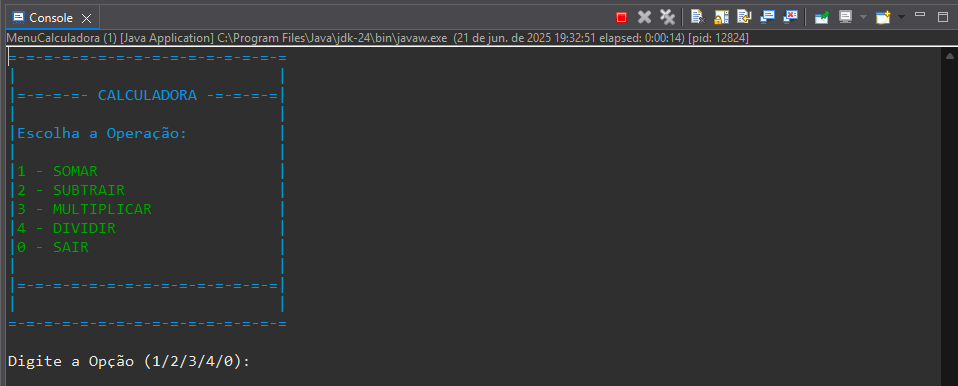 Console
MenuCalculadora (1) [Java Application] C:\Program Files\Java\jdk-24\bin\javaw.exe (21 de jun. de 2025 19:32:51 elapsed: 0:00:14) [pid: 12824]
=-=-=-=-=-=-=-=-=-=-=-=-=-=-=-=
|                             |
|=-=-=-=- CALCULADORA -=-=-=-=|
|                             |
|Escolha a Operação:          |
|                             |
|1 - SOMAR                    |
|2 - SUBTRAIR                 |
|3 - MULTIPLICAR              |
|4 - DIVIDIR                  |
|0 - SAIR                     |
|                             |
|=-=-=-=-=-=-=-=-=-=-=-=-=-=-=|
|                             |
=-=-=-=-=-=-=-=-=-=-=-=-=-=-=-=
Digite a Opção (1/2/3/4/0):